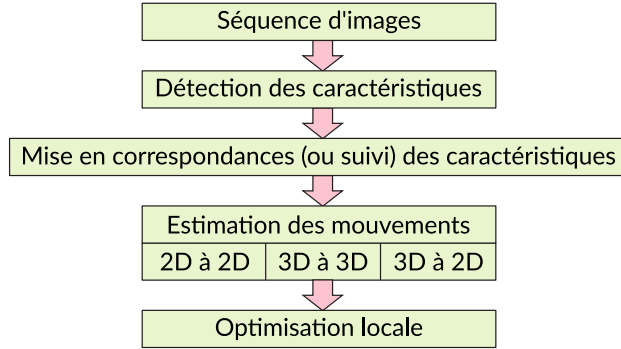 Séquence d'images
Détection des caractéristiques
Mise en correspondances (ou suivi) des caractéristiques
Estimation des mouvements
2D à 2D 3D à 3D 3D à 2D
Optimisation locale